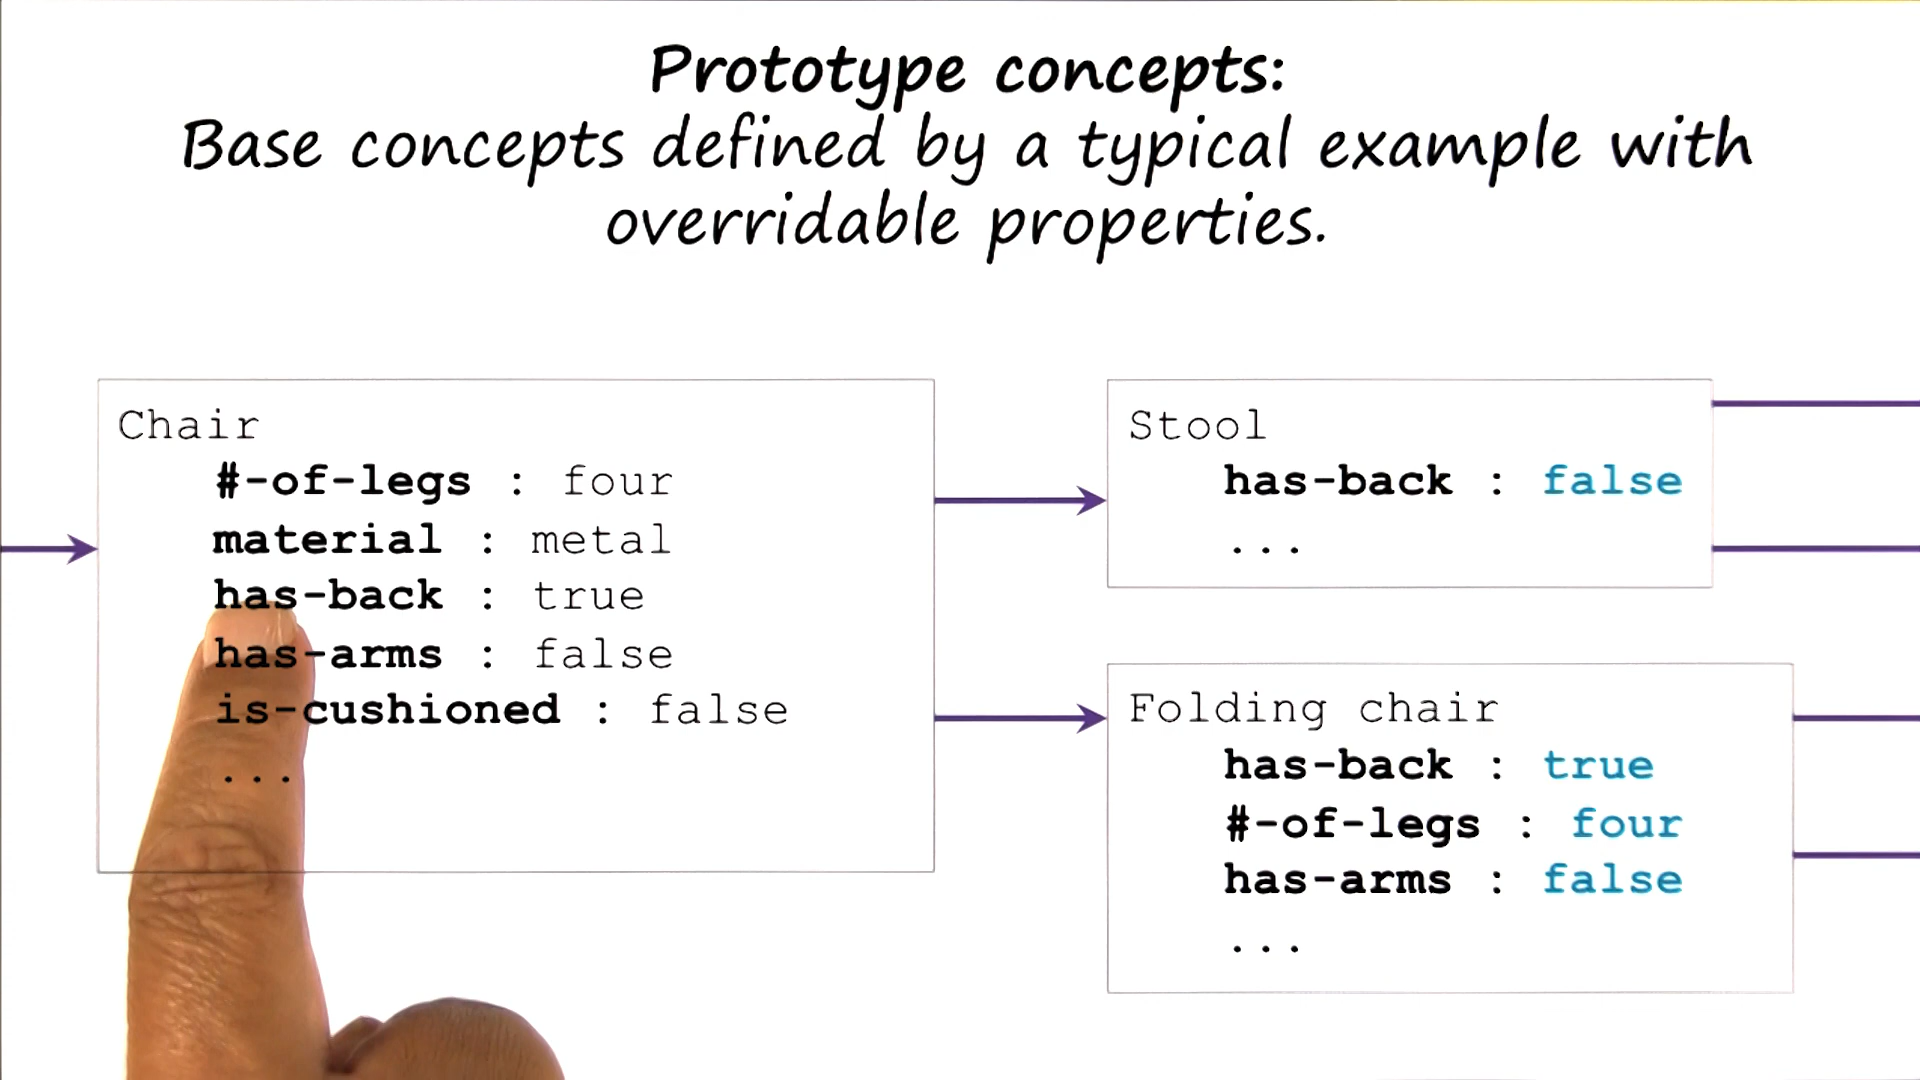 Prototype concepts:
Base concepts defined by a typical example with
overridable properties.
Chair
#-of-legs : four
material : metal
has-back : true
has-arms : false
is-cushioned : false
...
Stool
has-back : false
...
Folding chair
has-back : true
#-of-legs : four
has-arms : false
...